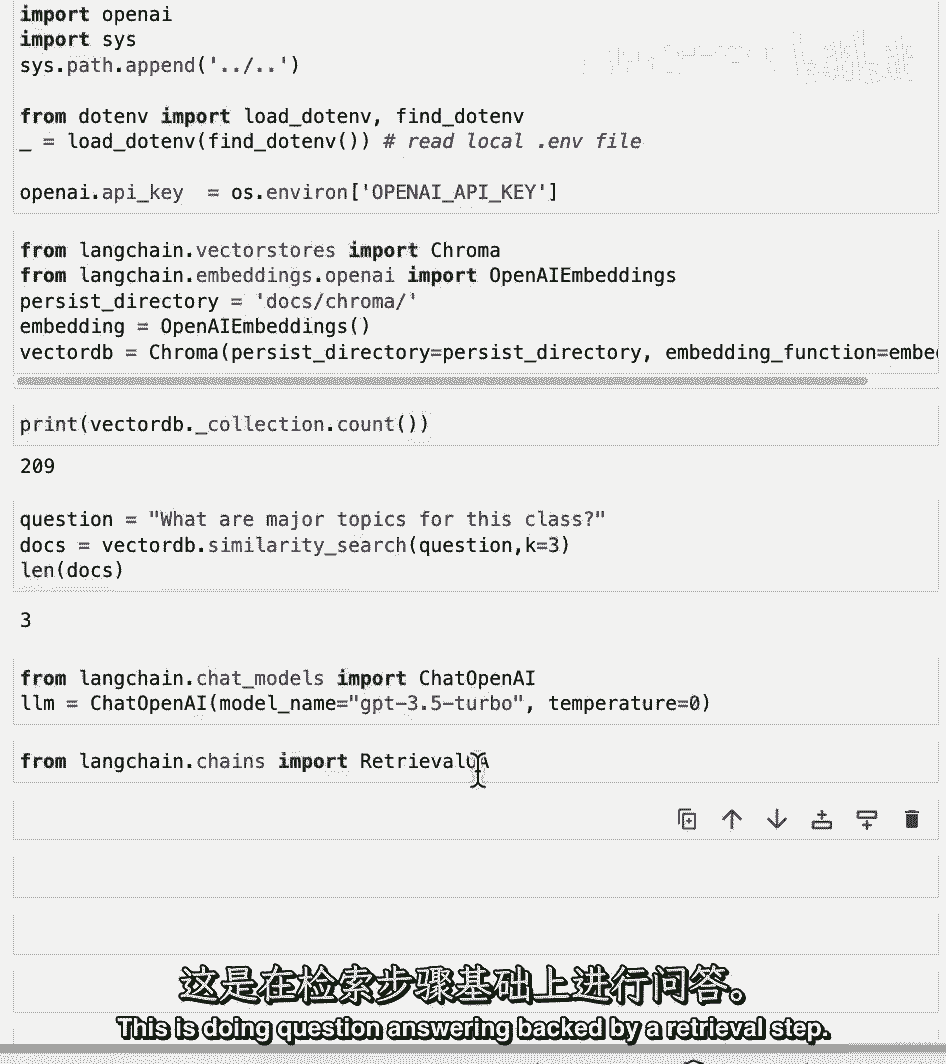 import openai
import sys
sys.path.append('../..')
from dotenv import load_dotenv, find_dotenv
_ = load_dotenv(find_dotenv()) # read local .env file
openai.api_key  = os.environ['OPENAI_API_KEY']
from langchain.vectorstores import Chroma
from langchain.embeddings.openai import OpenAIEmbeddings
persist_directory = 'docs/chroma/'
embedding = OpenAIEmbeddings()
vectordb = Chroma(persist_directory=persist_directory, embedding_function=embe
print(vectordb._collection.count())
209
question = "What are major topics for this class?"
docs = vectordb.similarity_search(question,k=3)
len(docs)
3
from langchain.chat_models import ChatOpenAI
llm = ChatOpenAI(model_name="gpt-3.5-turbo", temperature=0)
from langchain.chains import RetrievalQA
这是在检索步骤基础上进行问答。
This is doing question answering backed by a retrieval step.